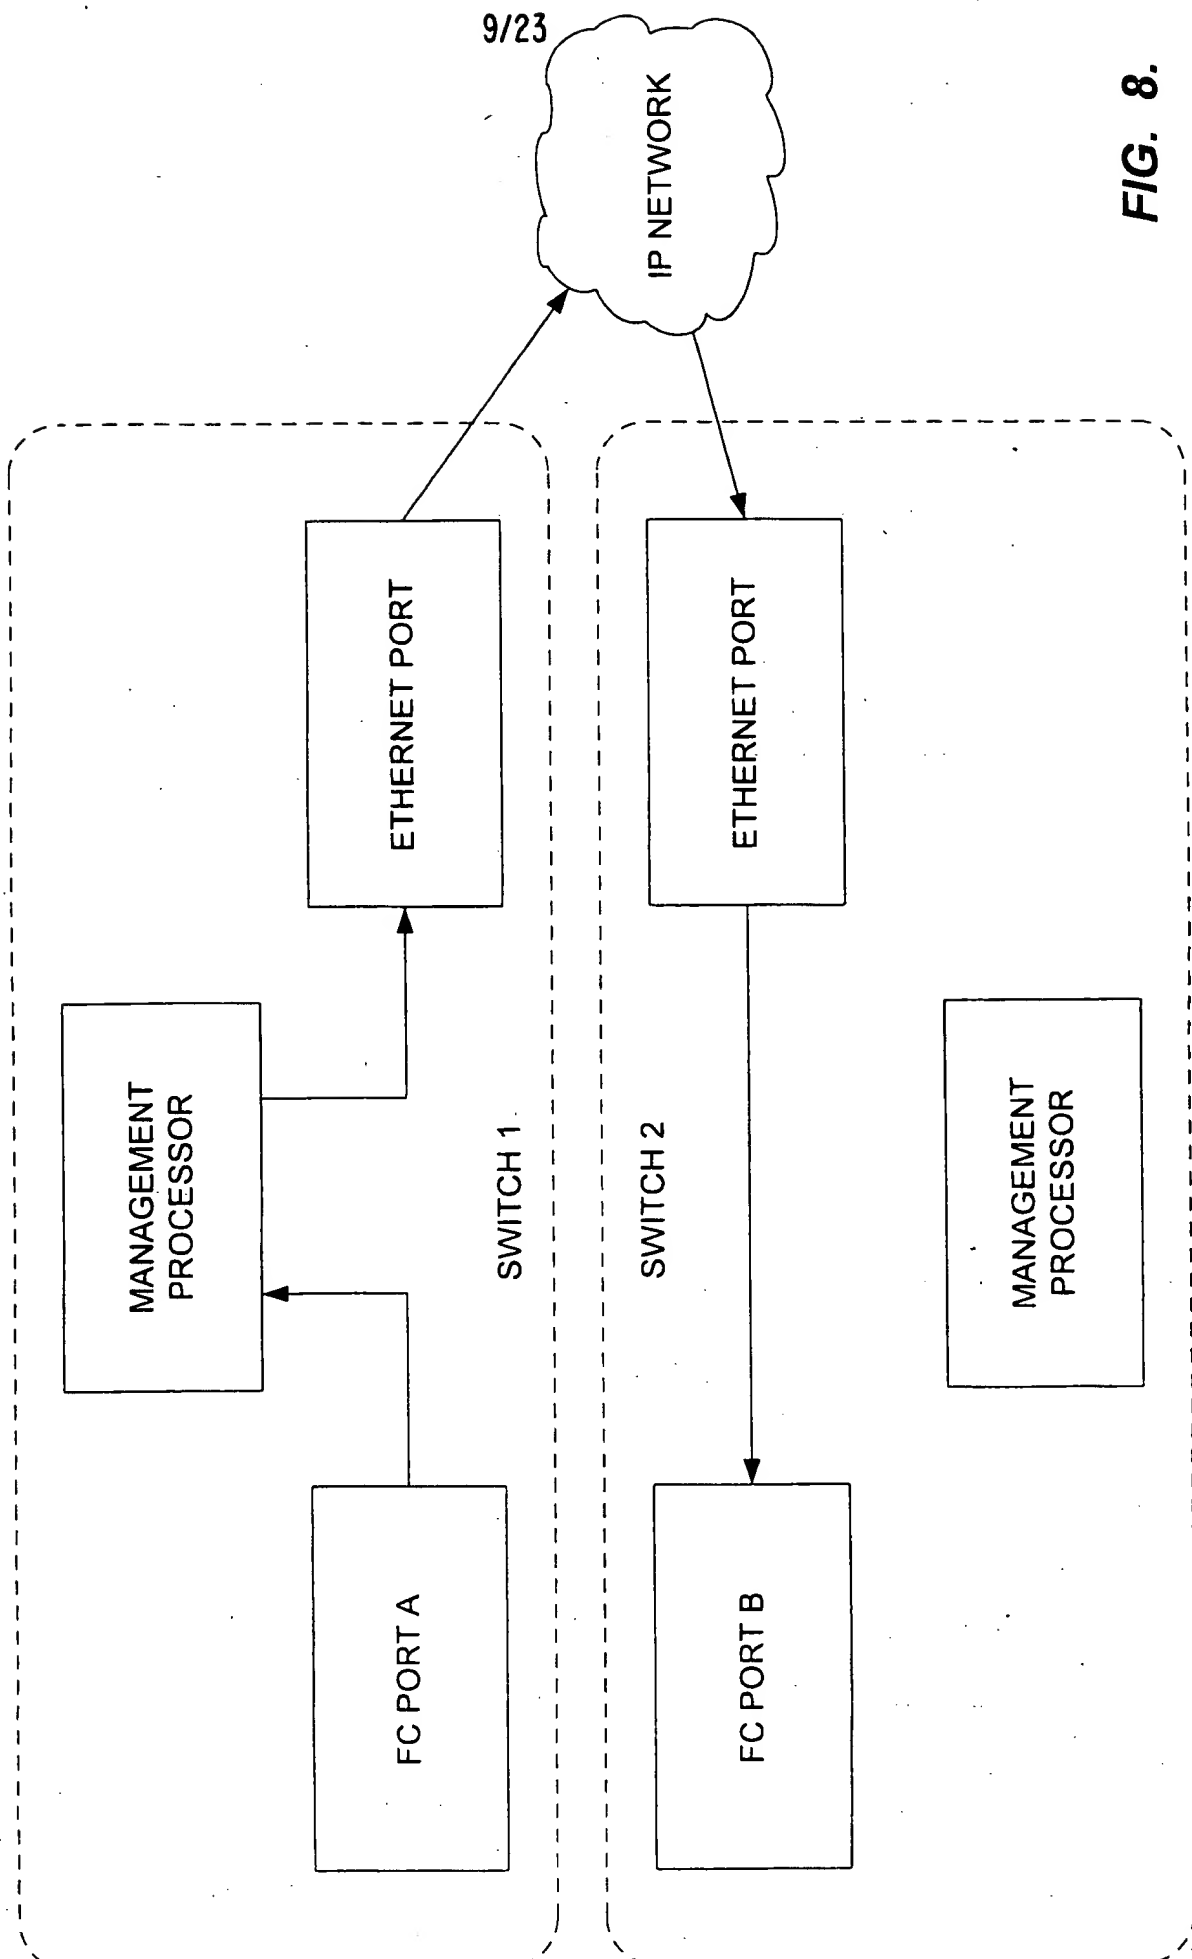 9/23
MANAGEMENT
PROCESSOR
FC PORT A
ETHERNET PORT
SWITCH 1
IP NETWORK
SWITCH 2
FC PORT B
ETHERNET PORT
MANAGEMENT
PROCESSOR
FIG. 8.